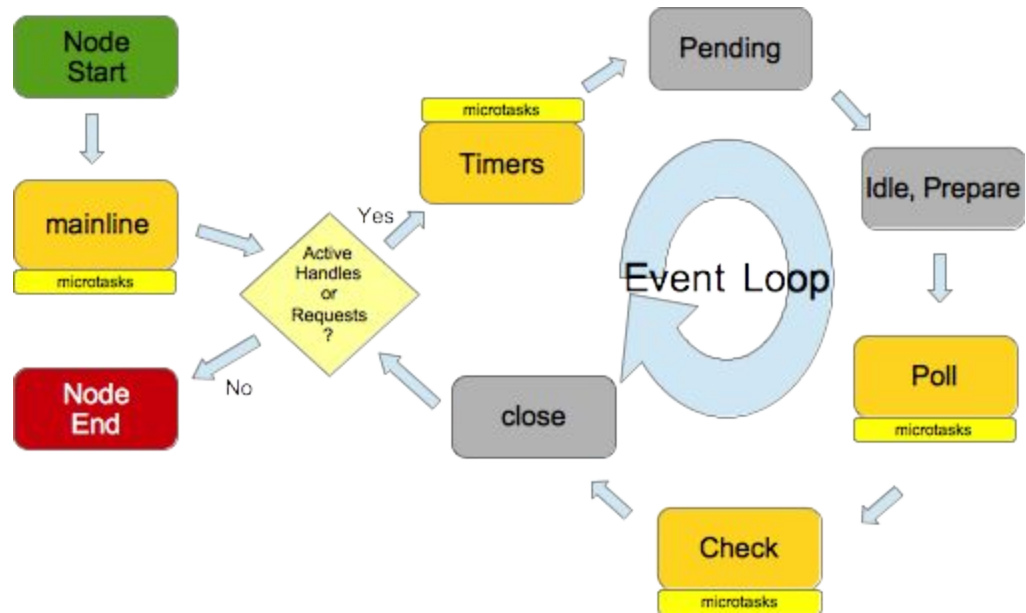 Node
Start
mainline
microtasks
Active
Handles
or
Requests
?
Yes
No
Node
End
microtasks
Timers
Pending
Idle, Prepare
Poll
microtasks
Check
microtasks
close
Event Loop